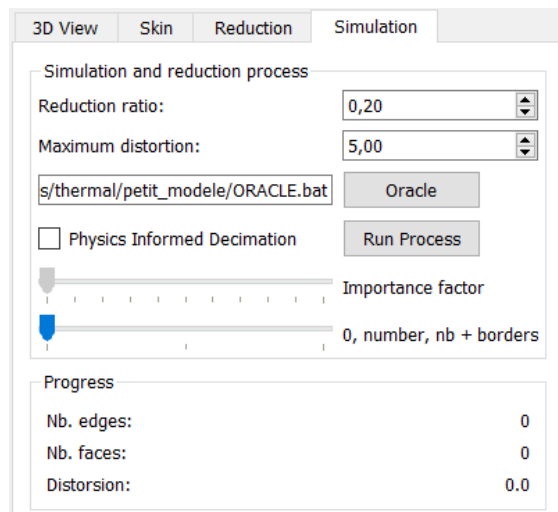 3D View Skin Reduction Simulation
Simulation and reduction process
Reduction ratio: 0,20
Maximum distortion: 5,00
s/thermal/petit_modele/ORACLE.bat Oracle
Physics Informed Decimation Run Process
Importance factor
0, number, nb + borders
Progress
Nb. edges: 0
Nb. faces: 0
Distorsion: 0.0